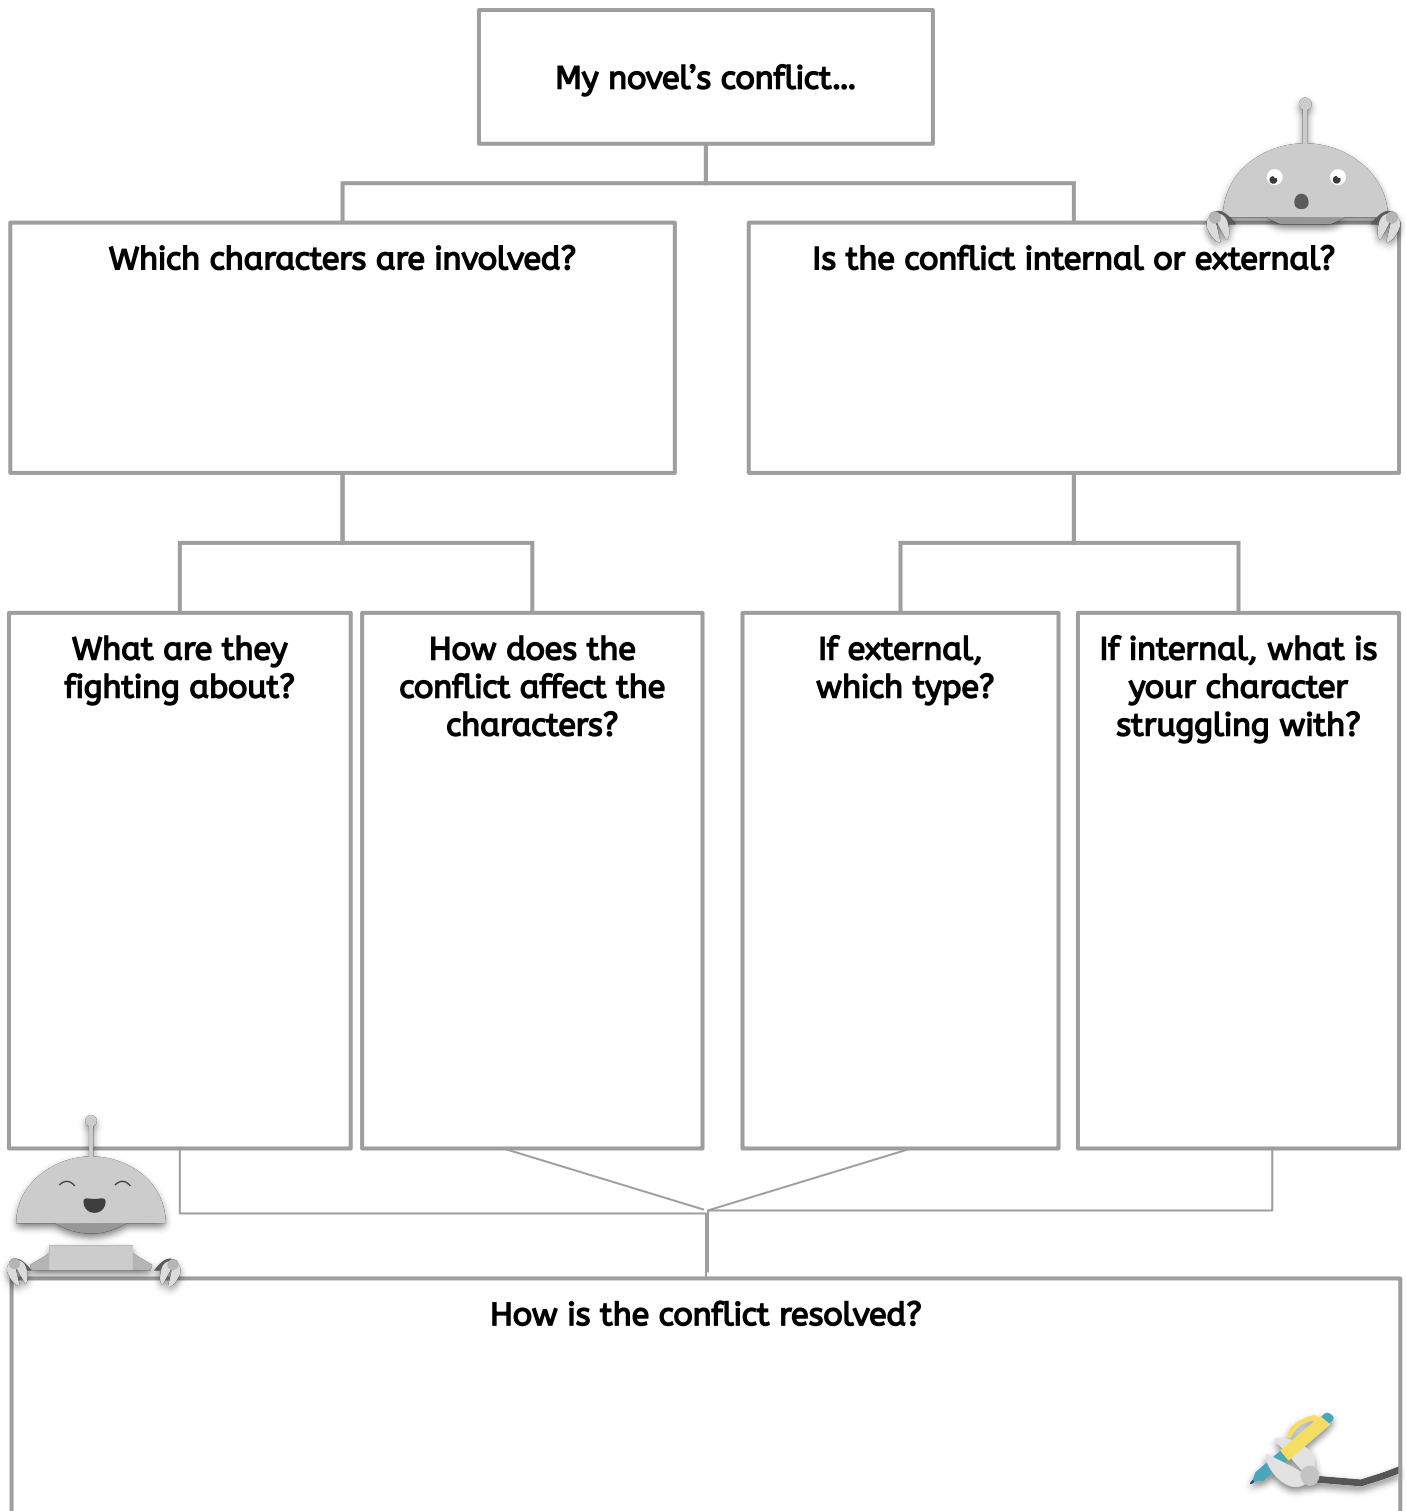 My novel’s conflict...
Which characters are involved?
Is the conflict internal or external?
What are they
fighting about?
How does the
conflict affect the
characters?
If external,
which type?
If internal, what is
your character
struggling with?
How is the conflict resolved?